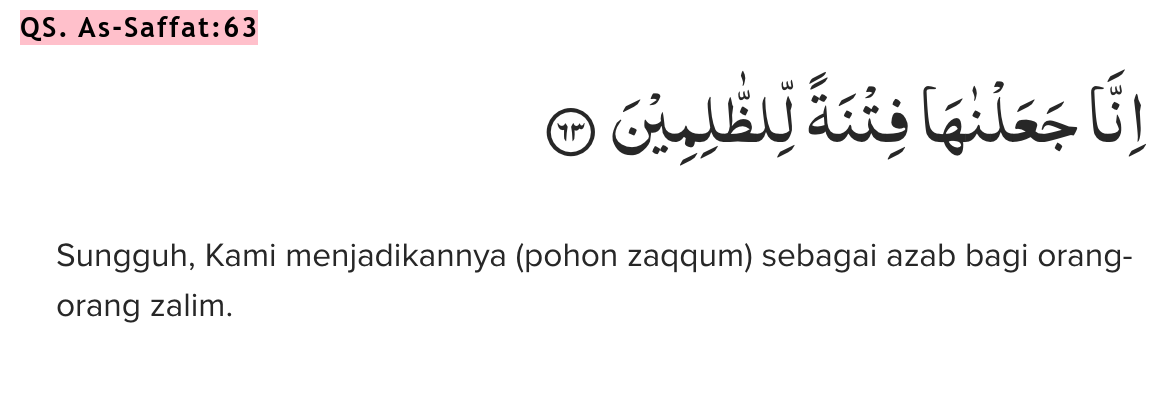 QS. As-Saffat:63
اِنَّا جَعَلْنٰهَا فِتْنَةً لِّلظّٰلِمِيْنَ ٦٣
Sungguh, Kami menjadikannya (pohon zaqqum) sebagai azab bagi orang-
orang zalim.